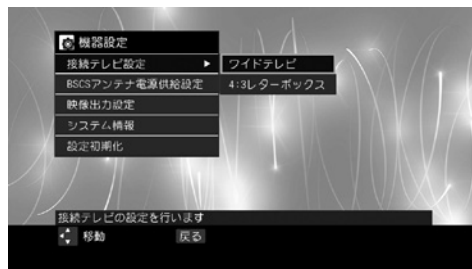 機器設定
接続テレビ設定 ▶ ワイドテレビ
BSCSアンテナ電源供給設定 4:3レターボックス
映像出力設定
システム情報
設定初期化
接続テレビの設定を行います
移動 戻る